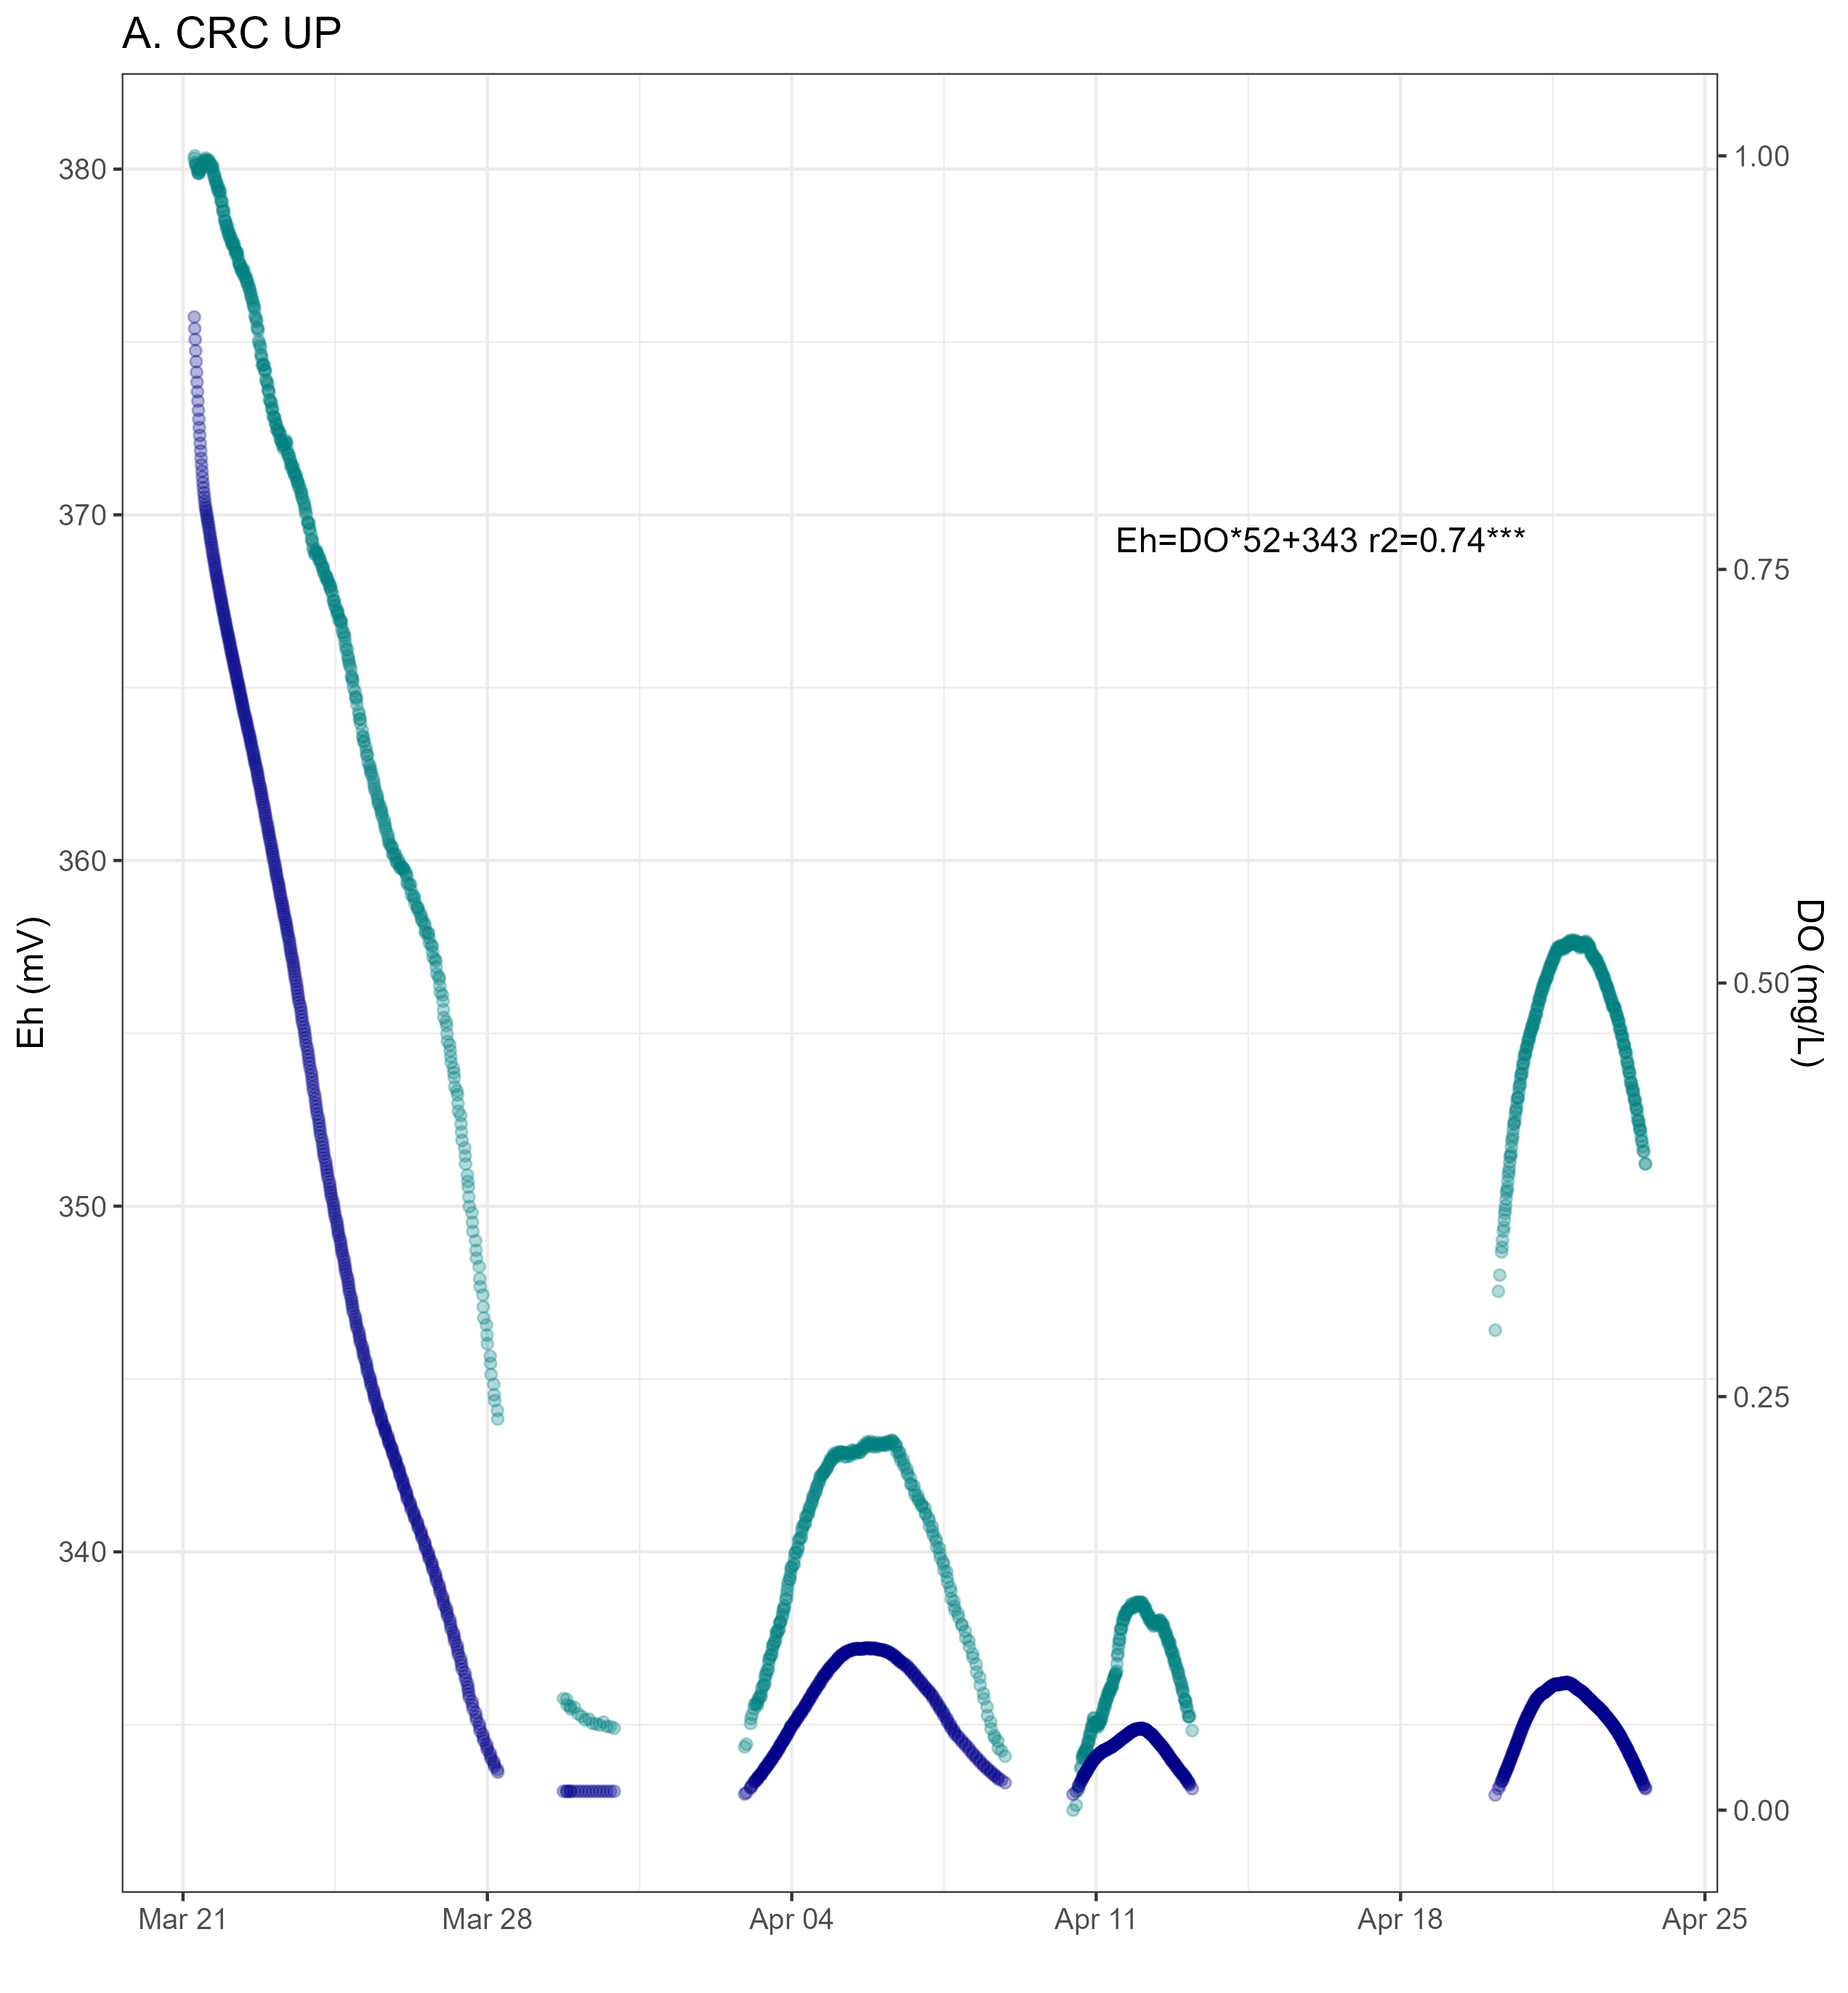 A. CRC UP
380
370
360
350
340
Eh (mV)
Eh=DO*52+343 r2=0.74***
1.00
0.75
0.50
0.25
0.00
DO (mg/L)
Mar 21
Mar 28
Apr 04
Apr 11
Apr 18
Apr 25